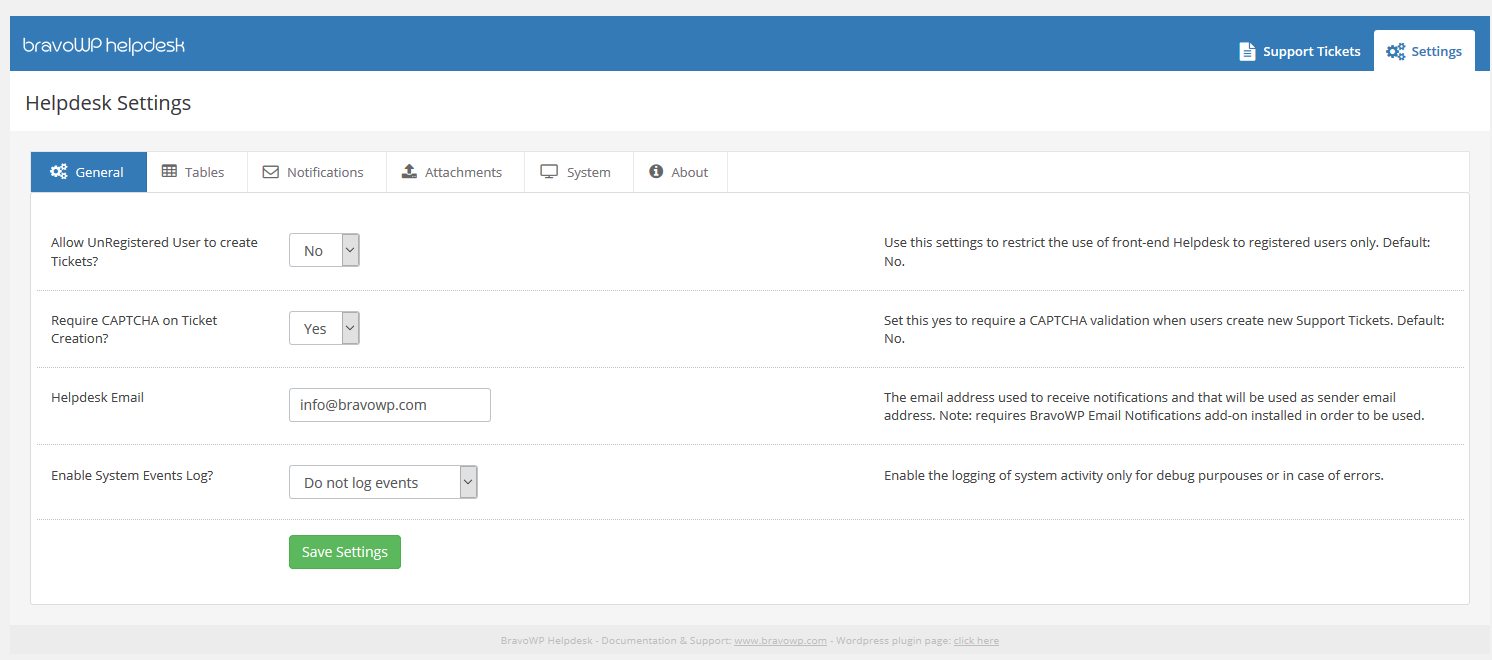 bravoWP helpdesk
Support Tickets
Settings
Helpdesk Settings
General
Tables
Notifications
Attachments
System
About
Allow UnRegistered User to create
Tickets?
No
Use this settings to restrict the use of front-end Helpdesk to registered users only. Default:
No.
Require CAPTCHA on Ticket
Creation?
Yes
Set this yes to require a CAPTCHA validation when users create new Support Tickets. Default:
No.
Helpdesk Email
info@bravowp.com
The email address used to receive notifications and that will be used as sender email
address. Note: requires BravoWP Email Notifications add-on installed in order to be used.
Enable System Events Log?
Do not log events
Enable the logging of system activity only for debug purpouses or in case of errors.
Save Settings
BravoWP Helpdesk - Documentation & Support: www.bravowp.com - Wordpress plugin page: click here